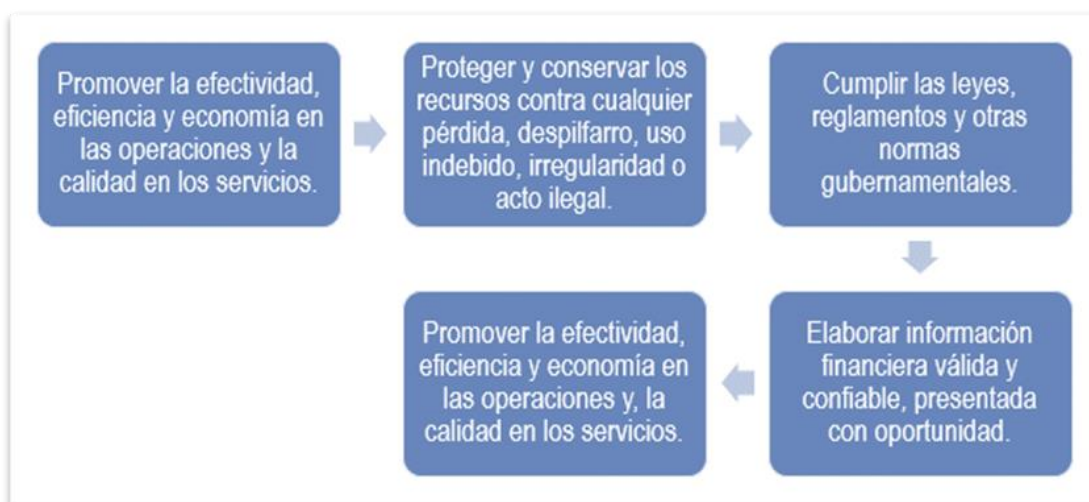 Promover la efectividad,
eficiencia y economía en
las operaciones y la
calidad en los servicios.
Proteger y conservar los
recursos contra cualquier
pérdida, despilfarro, uso
indebido, irregularidad o
acto ilegal.
Cumplir las leyes,
reglamentos y otras
normas
gubernamentales.
Elaborar información
financiera válida y
confiable, presentada
con oportunidad.
Promover la efectividad,
eficiencia y economía en
las operaciones y, la
calidad en los servicios.